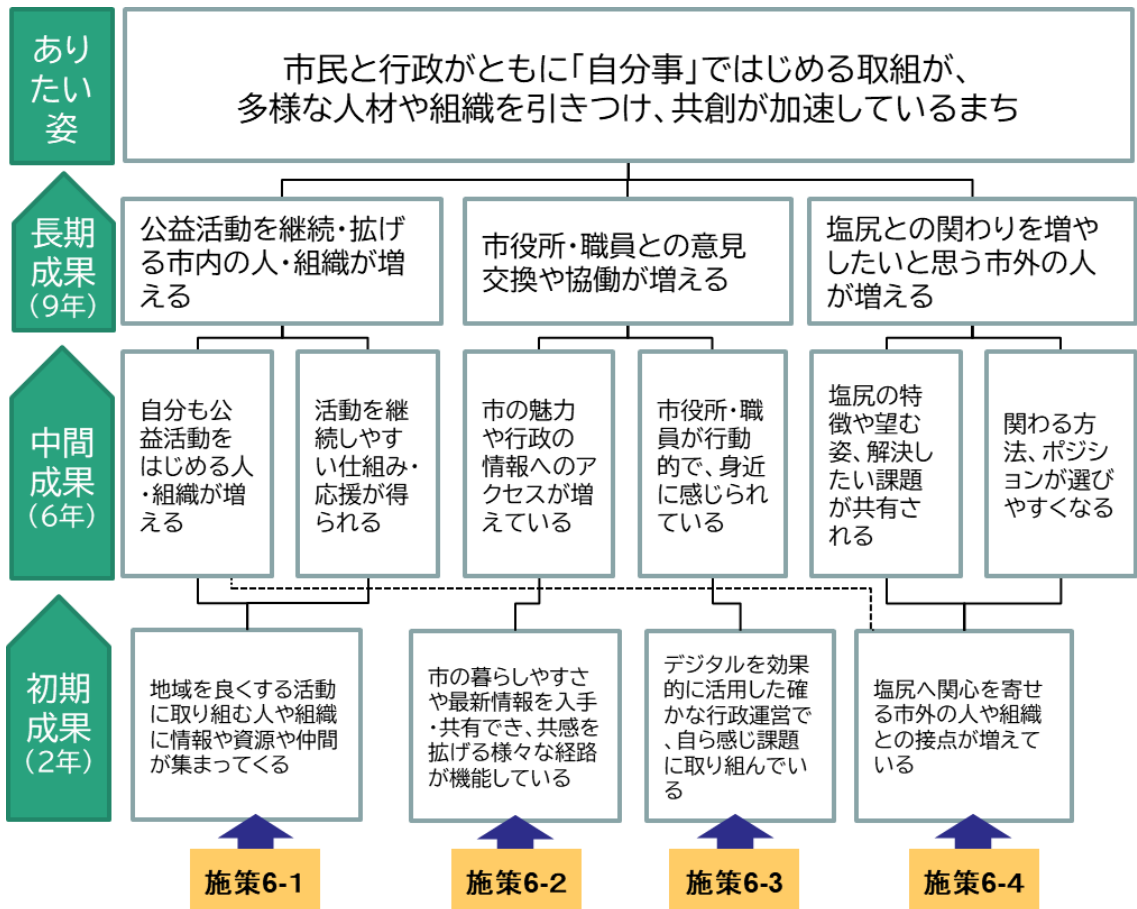 ありたい姿
市民と行政がともに「自分事」ではじめる取組が、
多様な人材や組織を引きつけ、共創が加速しているまち
長期
成果
(9年)
公益活動を継続・拡げ
る市内の人・組織が増
える
市役所・職員との意見
交換や協働が増える
塩尻との関わりを増や
したいと思う市外の人
が増える
中間
成果
(6年)
自分も公
益活動を
はじめる人
・組織が増
える
活動を継
続しやす
い仕組み・
応援が得
られる
市の魅力
や行政の
情報へのア
クセスが増
えている
市役所・職
員が行動
的で、身近
に感じられ
ている
塩尻の特
徴や望む
姿、解決し
たい課題
が共有さ
れる
関わる方
法、ポジシ
ョンが選び
やすくなる
初期
成果
(2年)
地域を良くする活動
に取り組む人や組織
に情報や資源や仲間
が集まってくる
市の暮らしやすさ
や最新情報を入手
・共有でき、共感を
拡げる様々な経路
が機能している
デジタルを効果
的に活用した確
かな行政運営で
、自ら感じ課題
に取り組んでい
る
塩尻へ関心を寄せ
る市外の人や組織
との接点が増えて
いる
施策6-1
施策6-2
施策6-3
施策6-4